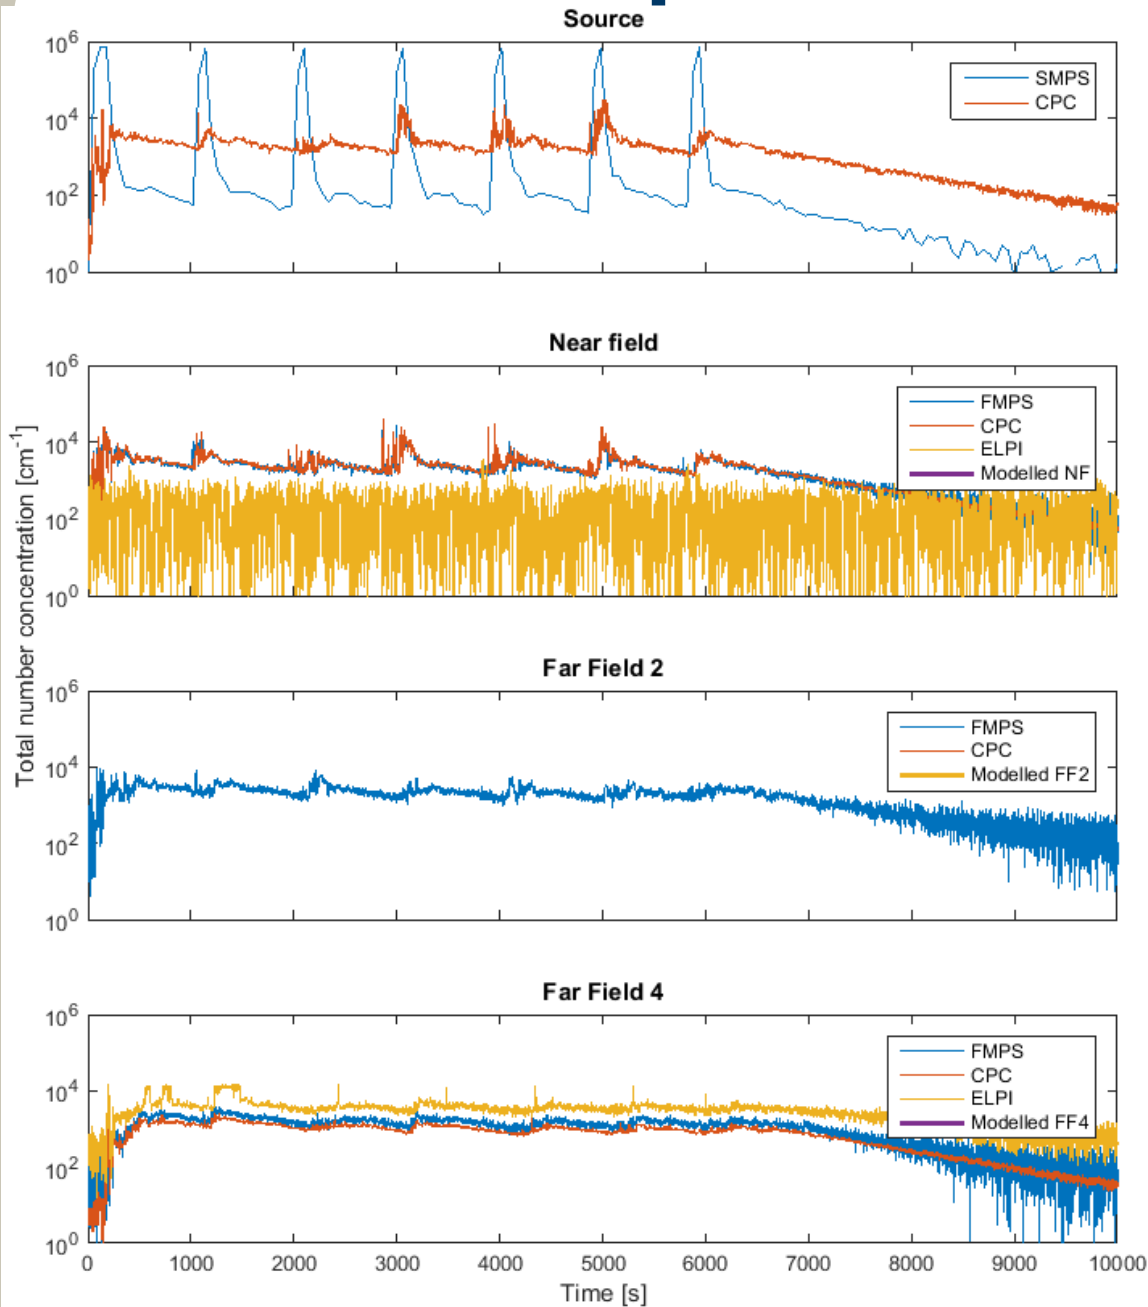 Source
10^6
10^4
10^2
10^0
SMPS
CPC
Near field
10^6
10^4
10^2
10^0
FMPS
CPC
ELPI
Modelled NF
Total number concentration [cm^-1]
Far Field 2
10^6
10^4
10^2
10^0
FMPS
CPC
Modelled FF2
Far Field 4
10^6
10^4
10^2
10^0
FMPS
CPC
ELPI
Modelled FF4
0 1000 2000 3000 4000 5000 6000 7000 8000 9000 10000
Time [s]